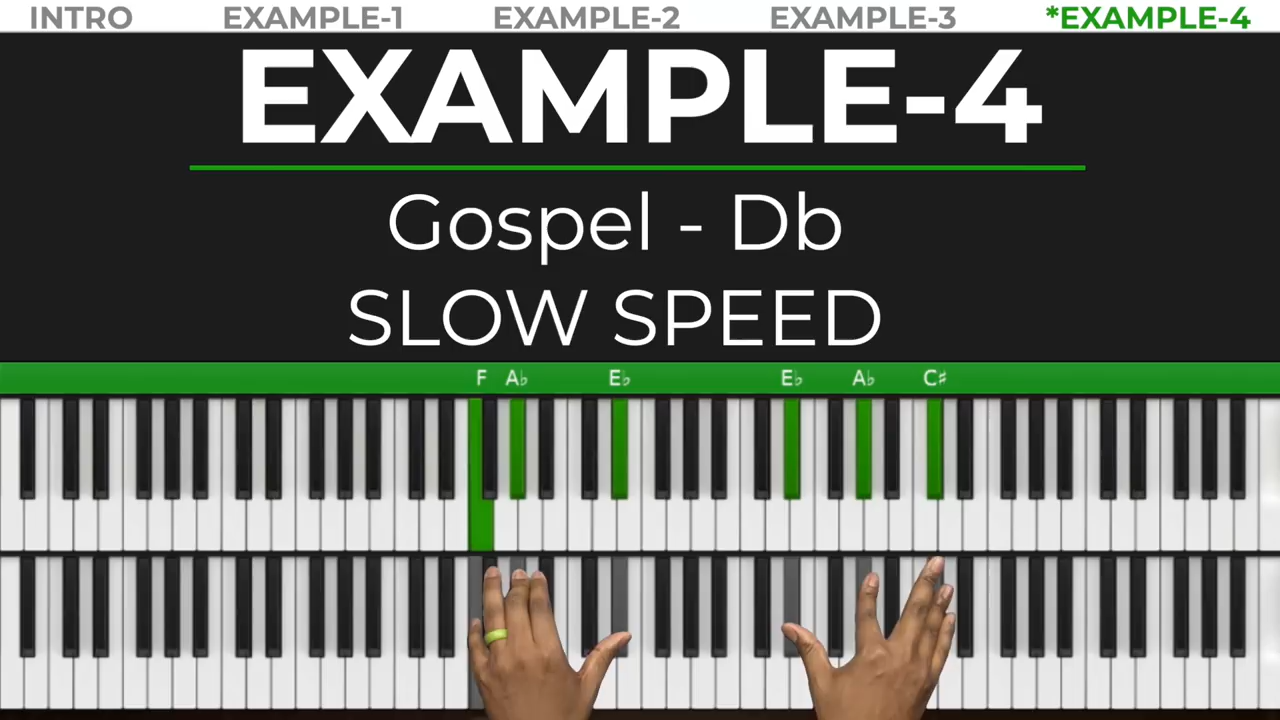 INTRO EXAMPLE-1 EXAMPLE-2 EXAMPLE-3 *EXAMPLE-4
EXAMPLE-4
Gospel - Db
SLOW SPEED
F A♭ E♭ E♭ A♭ C♯